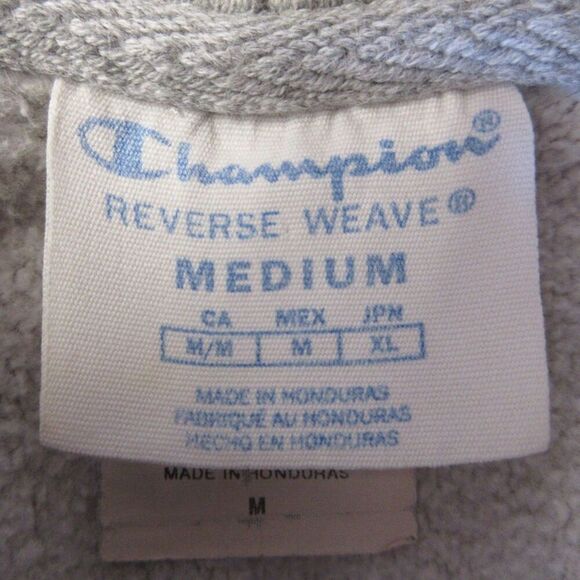 Champion®
REVERSE WEAVE®
MEDIUM
CA MEX JPN
M/M M XL
MADE IN HONDURAS
FABRIQUÉ AU HONDURAS
HECHO EN HONDURAS
MADE IN HONDURAS
M